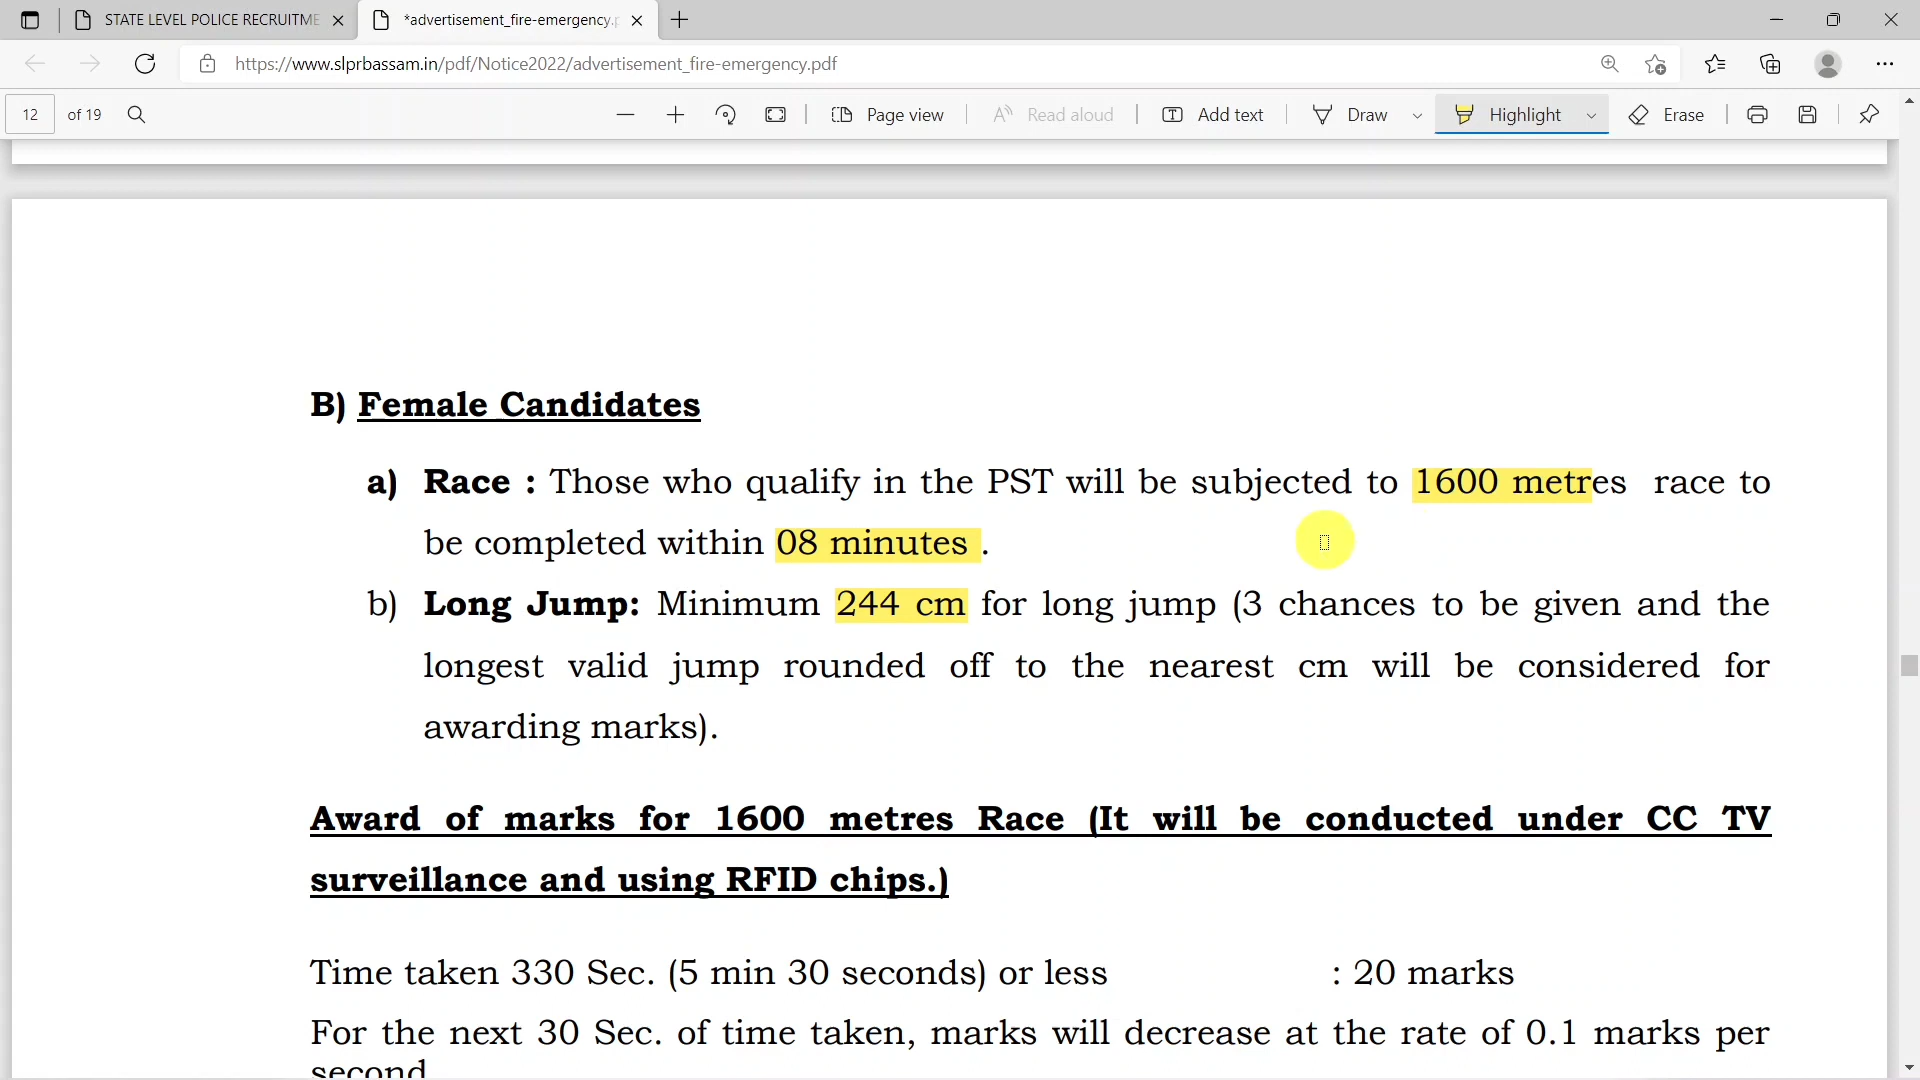 STATE LEVEL POLICE RECRUITME
*advertisement_fire-emergency.p
https://www.slprbassam.in/pdf/Notice2022/advertisement_fire-emergency.pdf
12 of 19
Page view
Read aloud
Add text
Draw
Highlight
Erase
B) Female Candidates
a) Race : Those who qualify in the PST will be subjected to 1600 metres race to
be completed within 08 minutes .
b) Long Jump: Minimum 244 cm for long jump (3 chances to be given and the
longest valid jump rounded off to the nearest cm will be considered for
awarding marks).
Award of marks for 1600 metres Race (It will be conducted under CC TV
surveillance and using RFID chips.)
Time taken 330 Sec. (5 min 30 seconds) or less : 20 marks
For the next 30 Sec. of time taken, marks will decrease at the rate of 0.1 marks per
second